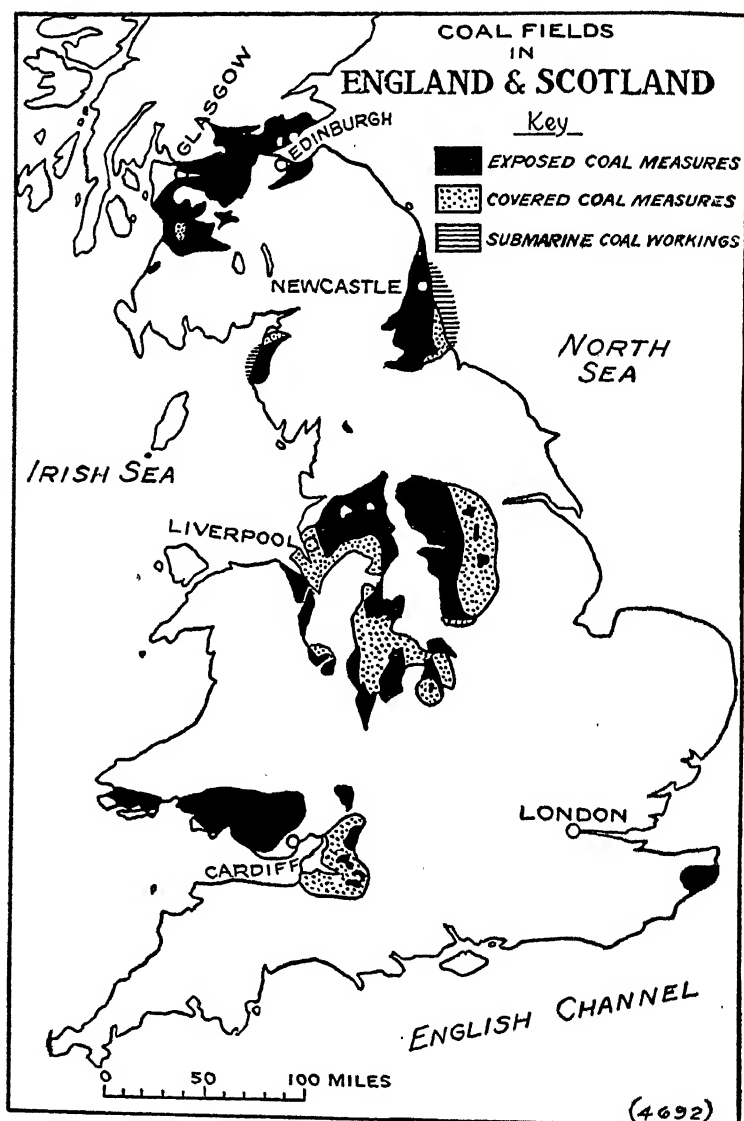 COAL FIELDS
IN
ENGLAND & SCOTLAND
Key
EXPOSED COAL MEASURES
COVERED COAL MEASURES
SUBMARINE COAL WORKINGS
GLASGOW
EDINBURGH
NEWCASTLE
NORTH
SEA
IRISH SEA
LIVERPOOL
LONDON
CARDIFF
ENGLISH CHANNEL
0 50 100 MILES
(4692)